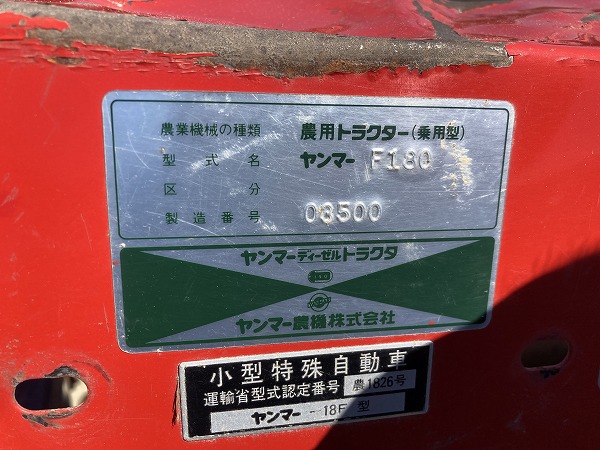 農業機械の種類 農用トラクター(乗用型)
型式名 ヤンマー F180
区分
製造番号 03500
ヤンマーディーゼルトラクタ
ヤンマー農機株式会社
小型特殊自動車
運輸省型式認定番号 農1826号
ヤンマー - 18F 型